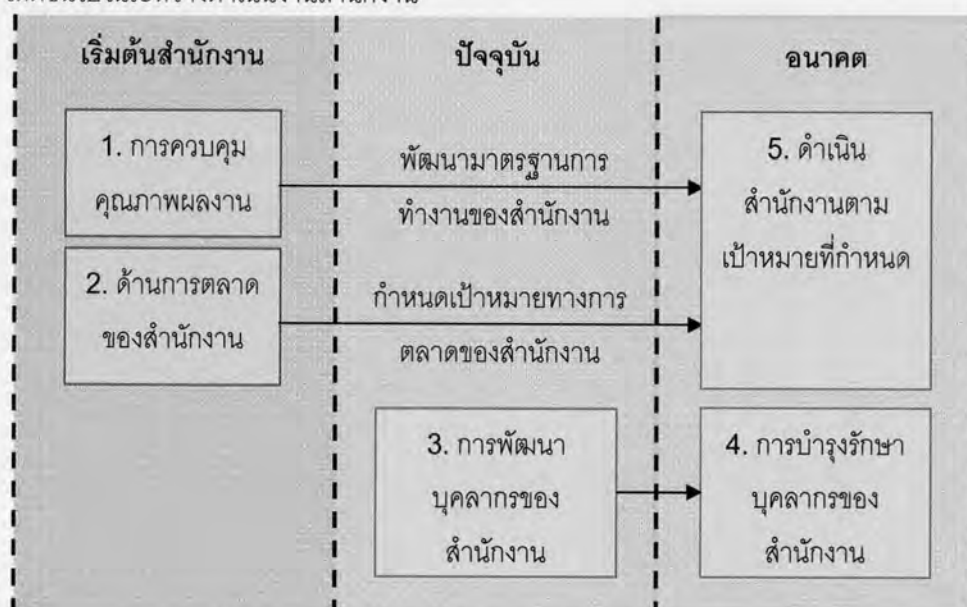 เริ่มต้นสำนักงาน
ปัจจุบัน
อนาคต
1. การควบคุม
คุณภาพผลงาน
พัฒนามาตรฐานการ
ทำงานของสำนักงาน
5. ดำเนิน
สำนักงานตาม
เป้าหมายที่กำหนด
2. ด้านการตลาด
ของสำนักงาน
กำหนดเป้าหมายทางการ
ตลาดของสำนักงาน
3. การพัฒนา
บุคลากรของ
สำนักงาน
4. การบำรุงรักษา
บุคลากรของ
สำนักงาน